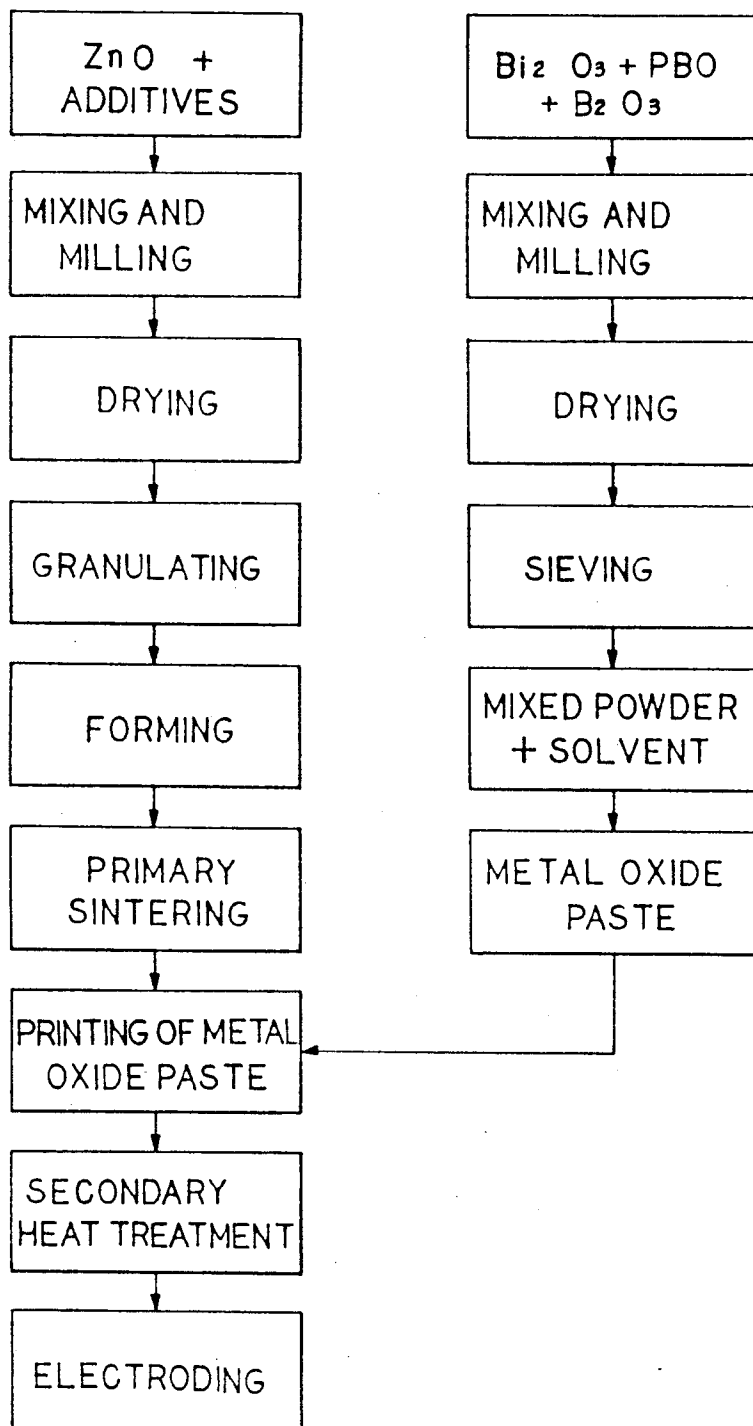 ZnO +
ADDITIVES
MIXING AND
MILLING
DRYING
GRANULATING
FORMING
PRIMARY
SINTERING
PRINTING OF METAL
OXIDE PASTE
SECONDARY
HEAT TREATMENT
ELECTRODING
Bi2 O3 + PBO
+ B2 O3
MIXING AND
MILLING
DRYING
SIEVING
MIXED POWDER
+ SOLVENT
METAL OXIDE
PASTE